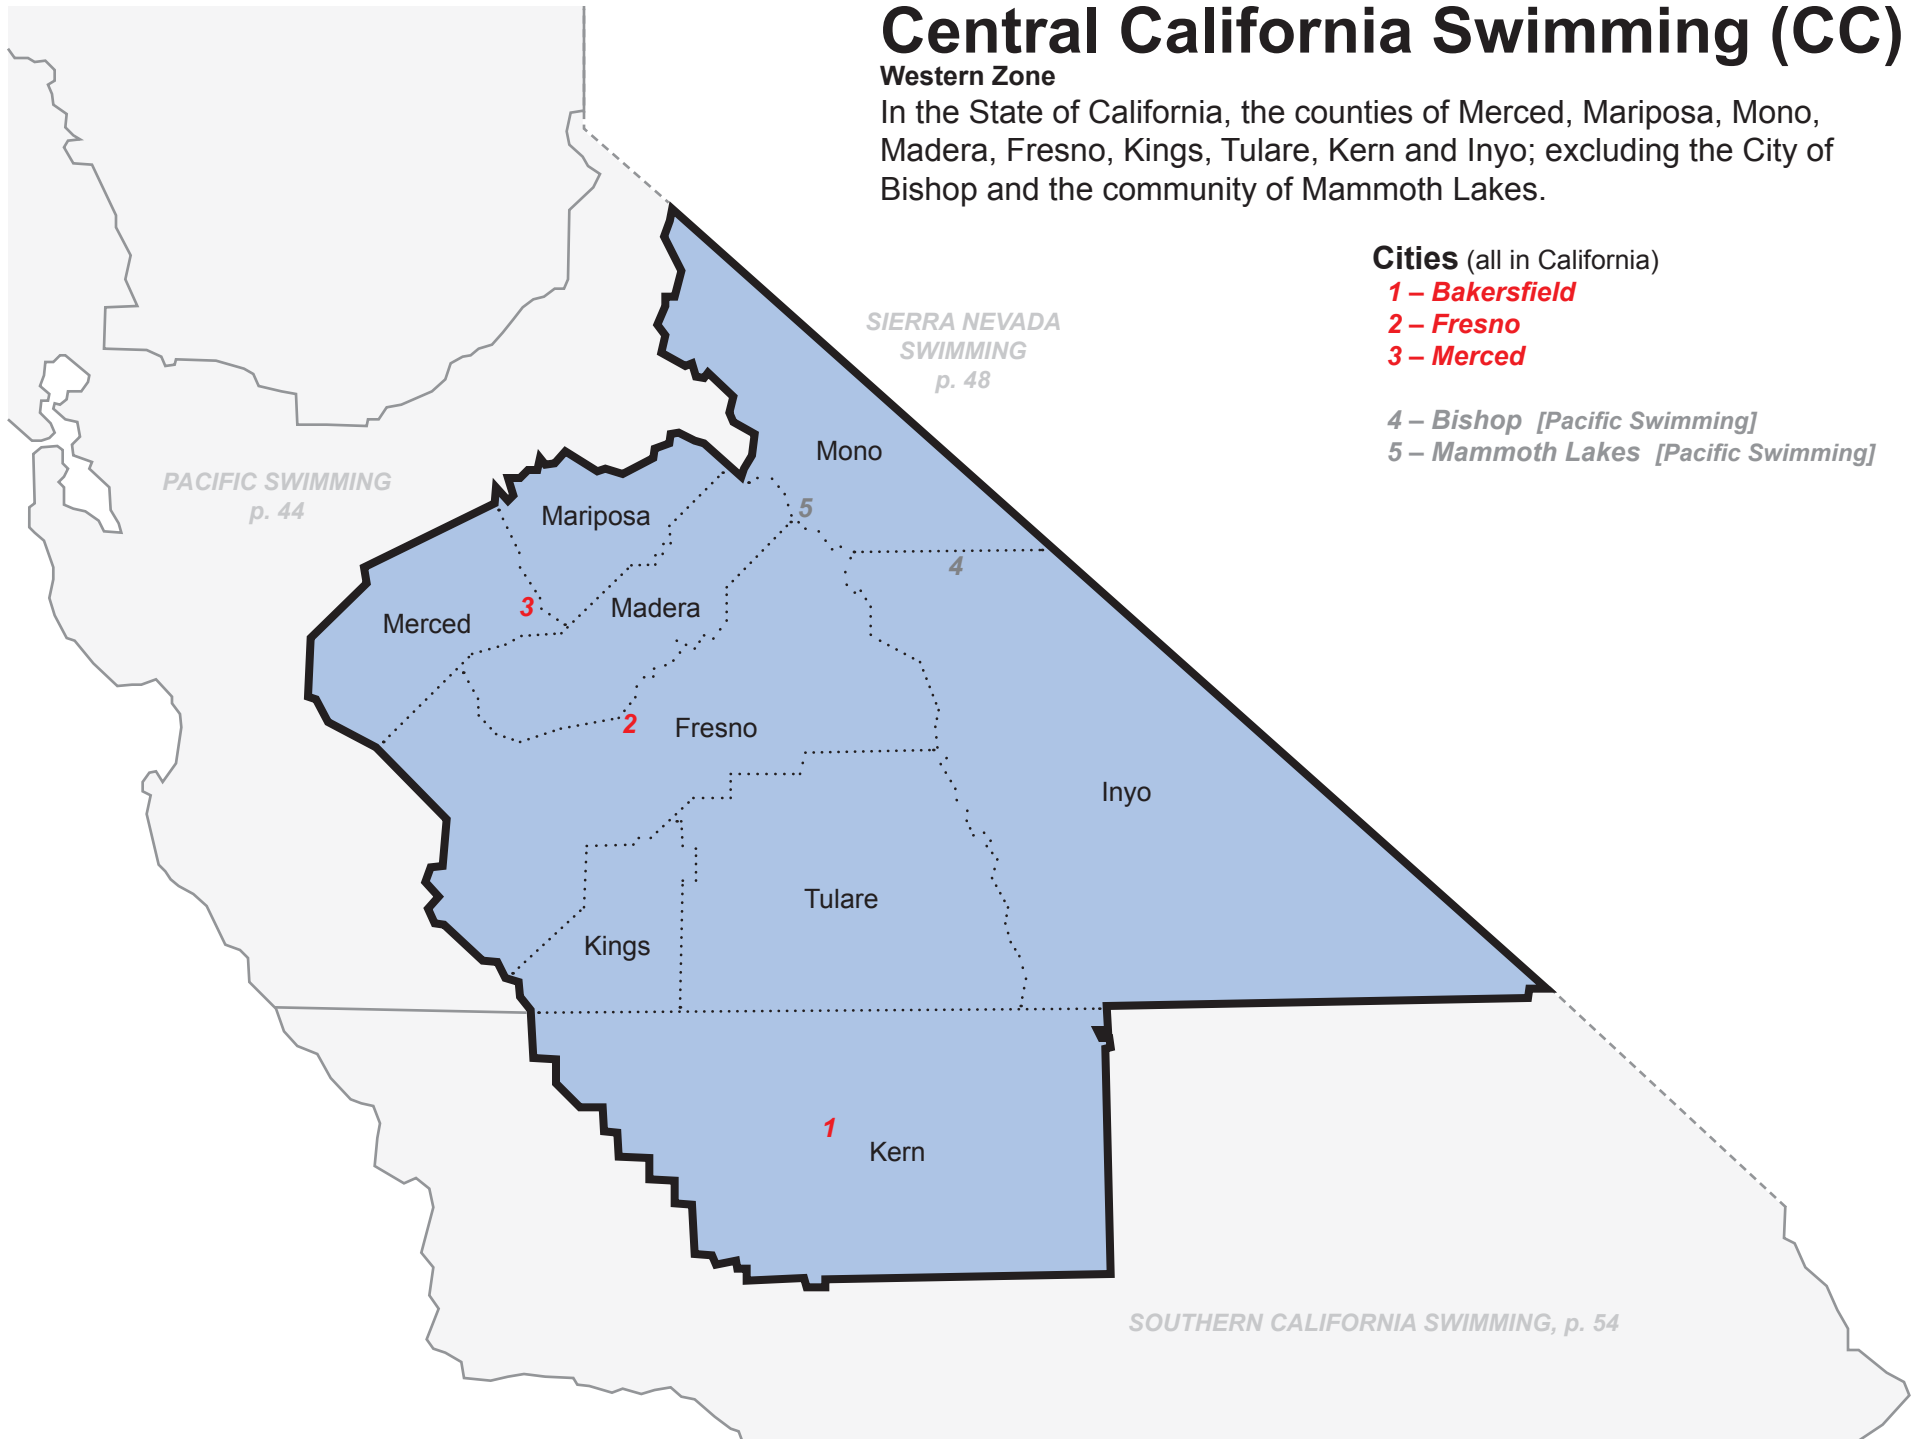 Central California Swimming (CC)
Western Zone
In the State of California, the counties of Merced, Mariposa, Mono,
Madera, Fresno, Kings, Tulare, Kern and Inyo; excluding the City of
Bishop and the community of Mammoth Lakes.
Cities (all in California)
1 – Bakersfield
2 – Fresno
3 – Merced
4 – Bishop [Pacific Swimming]
5 – Mammoth Lakes [Pacific Swimming]
SIERRA NEVADA
SWIMMING
p. 48
PACIFIC SWIMMING
p. 44
Mono
5
Mariposa
4
3
Madera
Merced
2
Fresno
Inyo
Tulare
Kings
1
Kern
SOUTHERN CALIFORNIA SWIMMING, p. 54